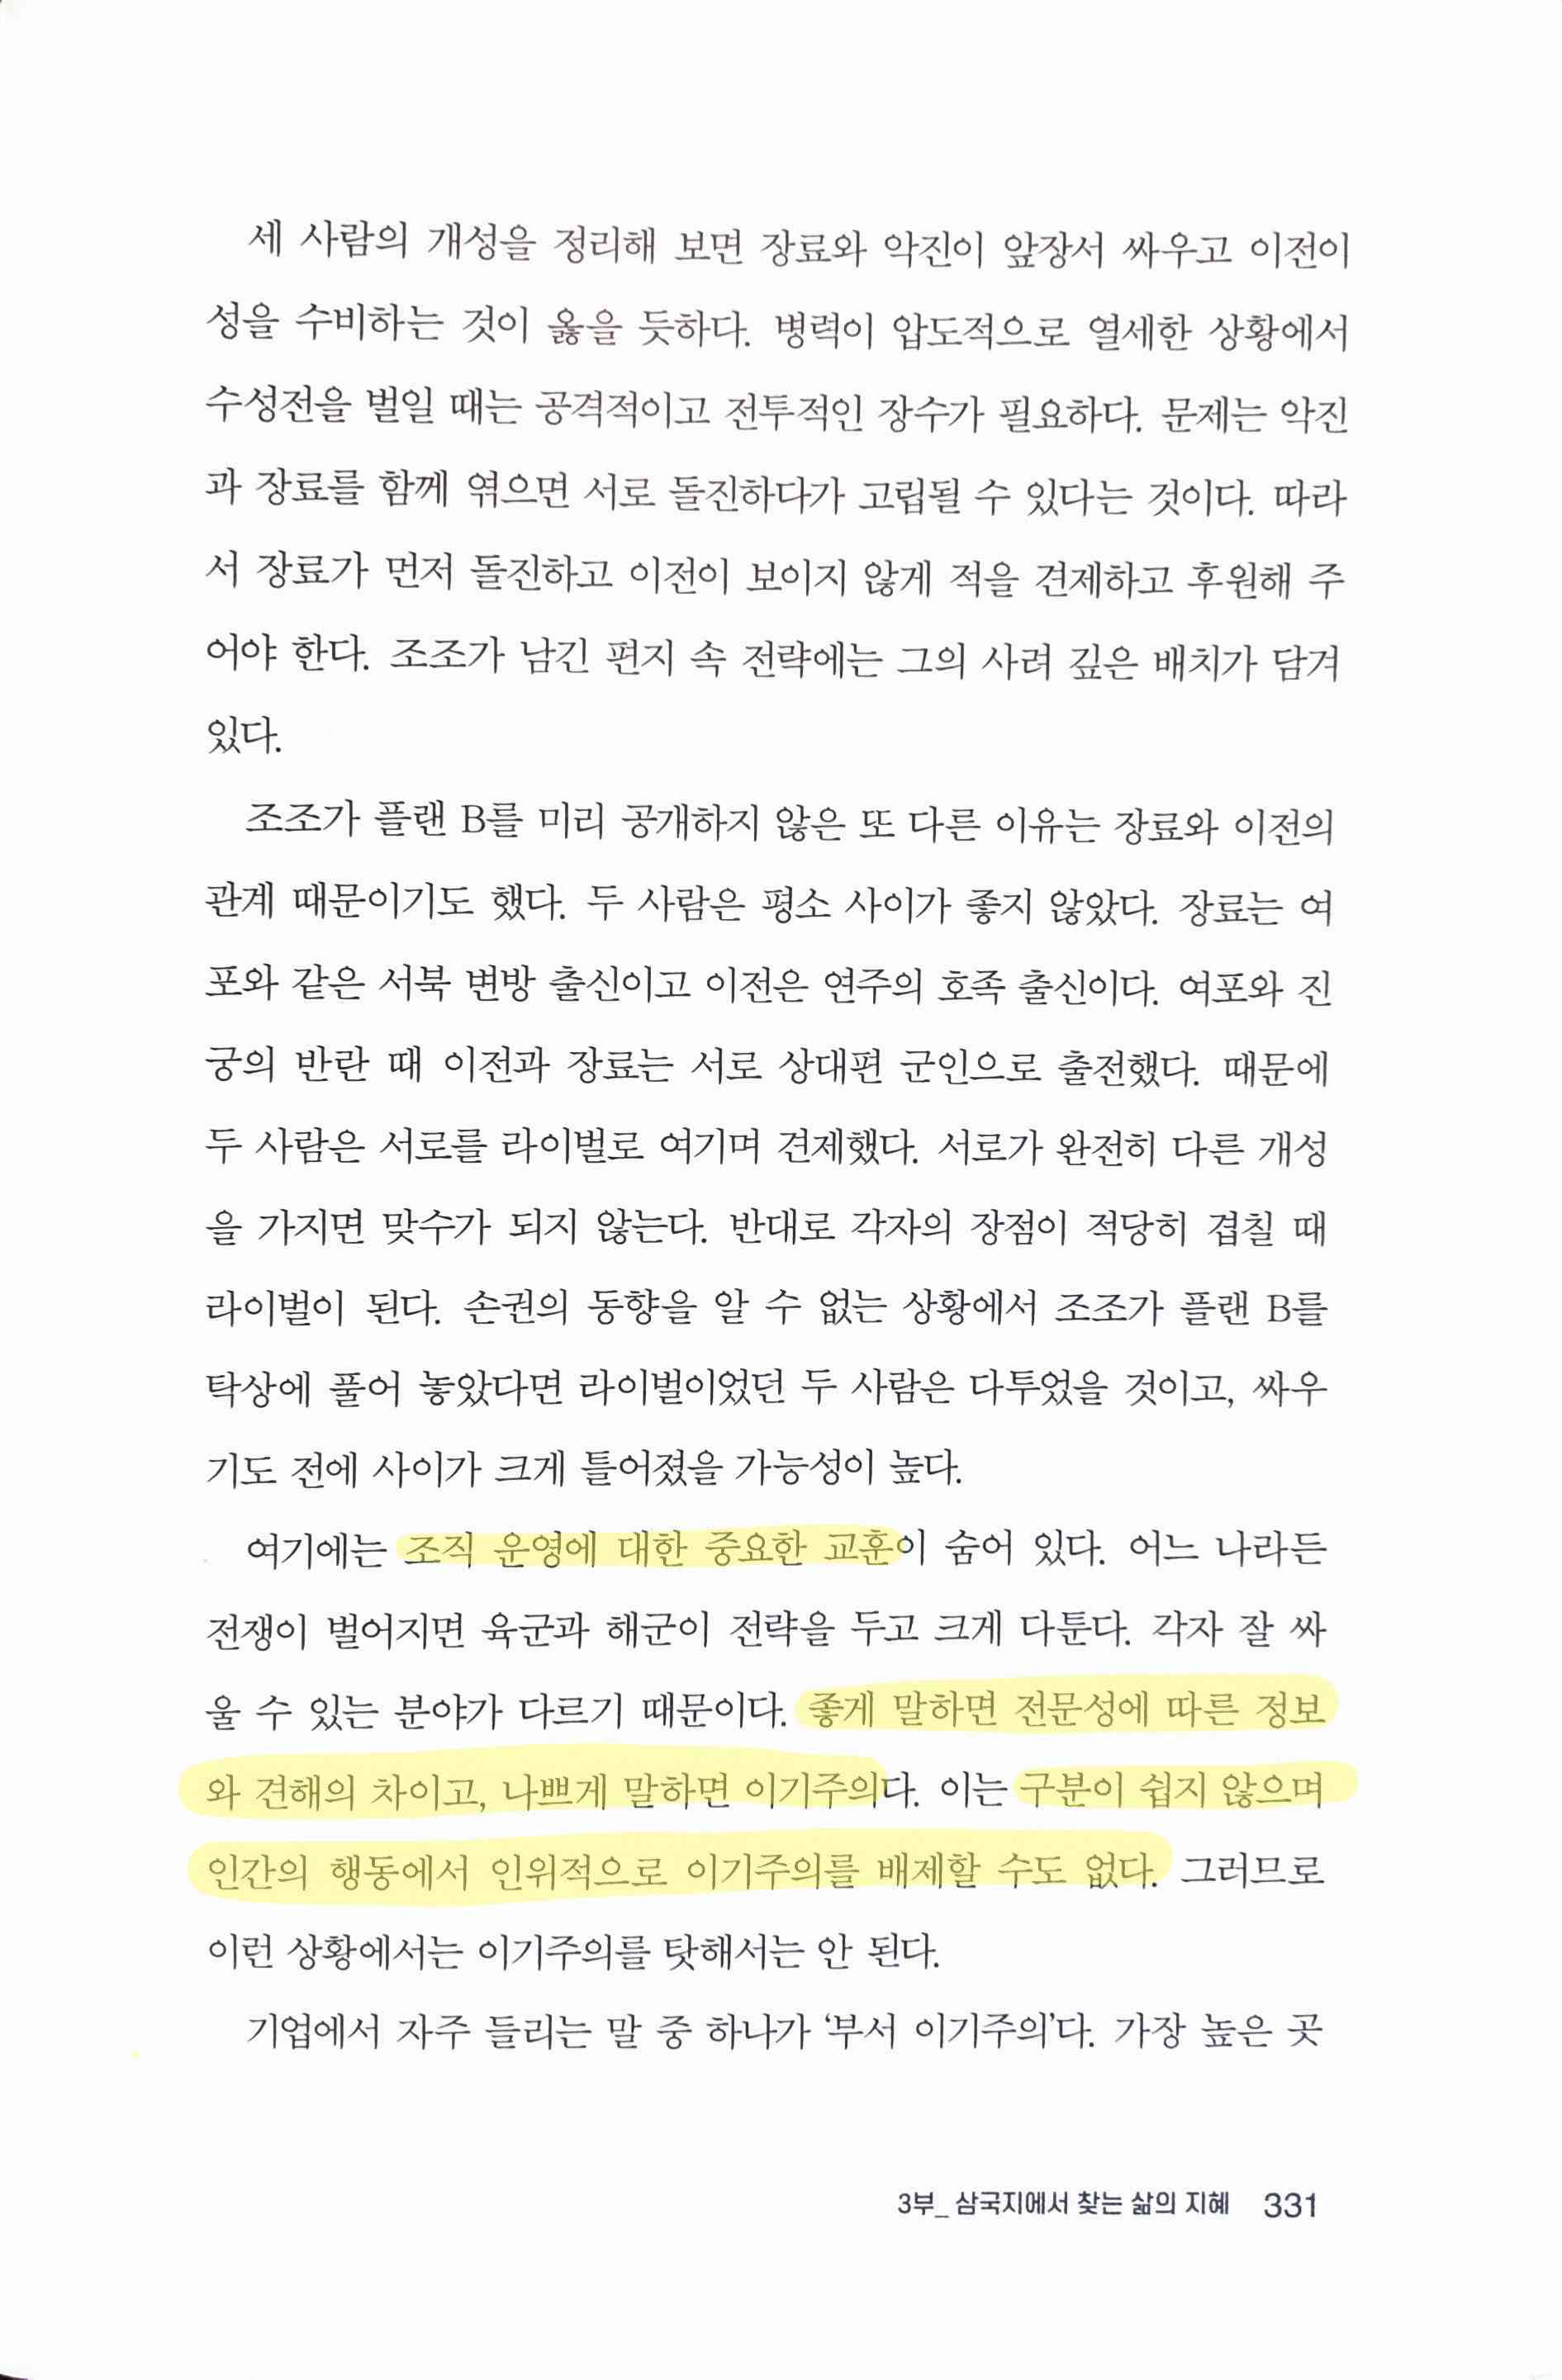 세 사람의 개성을 정리해 보면 장료와 악진이 앞장서 싸우고 이전이
성을 수비하는 것이 옳을 듯하다. 병력이 압도적으로 열세한 상황에서
수성전을 벌일 때는 공격적이고 전투적인 장수가 필요하다. 문제는 악진
과 장료를 함께 엮으면 서로 돌진하다가 고립될 수 있다는 것이다. 따라
서 장료가 먼저 돌진하고 이전이 보이지 않게 적을 견제하고 후원해 주
어야 한다. 조조가 남긴 편지 속 전략에는 그의 사려 깊은 배치가 담겨
있다.
조조가 플랜 B를 미리 공개하지 않은 또 다른 이유는 장료와 이전의
관계 때문이기도 했다. 두 사람은 평소 사이가 좋지 않았다. 장료는 여
포와 같은 서북 변방 출신이고 이전은 연주의 호족 출신이다. 여포와 진
궁의 반란 때 이전과 장료는 서로 상대편 군인으로 출전했다. 때문에
두 사람은 서로를 라이벌로 여기며 견제했다. 서로가 완전히 다른 개성
을 가지면 맞수가 되지 않는다. 반대로 각자의 장점이 적당히 겹칠 때
라이벌이 된다. 손권의 동향을 알 수 없는 상황에서 조조가 플랜 B를
탁상에 풀어 놓았다면 라이벌이었던 두 사람은 다투었을 것이고, 싸우
기도 전에 사이가 크게 틀어졌을 가능성이 높다.
여기에는 조직 운영에 대한 중요한 교훈이 숨어 있다. 어느 나라든
전쟁이 벌어지면 육군과 해군이 전략을 두고 크게 다툰다. 각자 잘 싸
울 수 있는 분야가 다르기 때문이다. 좋게 말하면 전문성에 따른 정보
와 견해의 차이고, 나쁘게 말하면 이기주의다. 이는 구분이 쉽지 않으며
인간의 행동에서 인위적으로 이기주의를 배제할 수도 없다. 그러므로
이런 상황에서는 이기주의를 탓해서는 안 된다.
기업에서 자주 들리는 말 중 하나가 ‘부서 이기주의’다. 가장 높은 곳
3부_ 삼국지에서 찾는 삶의 지혜 331